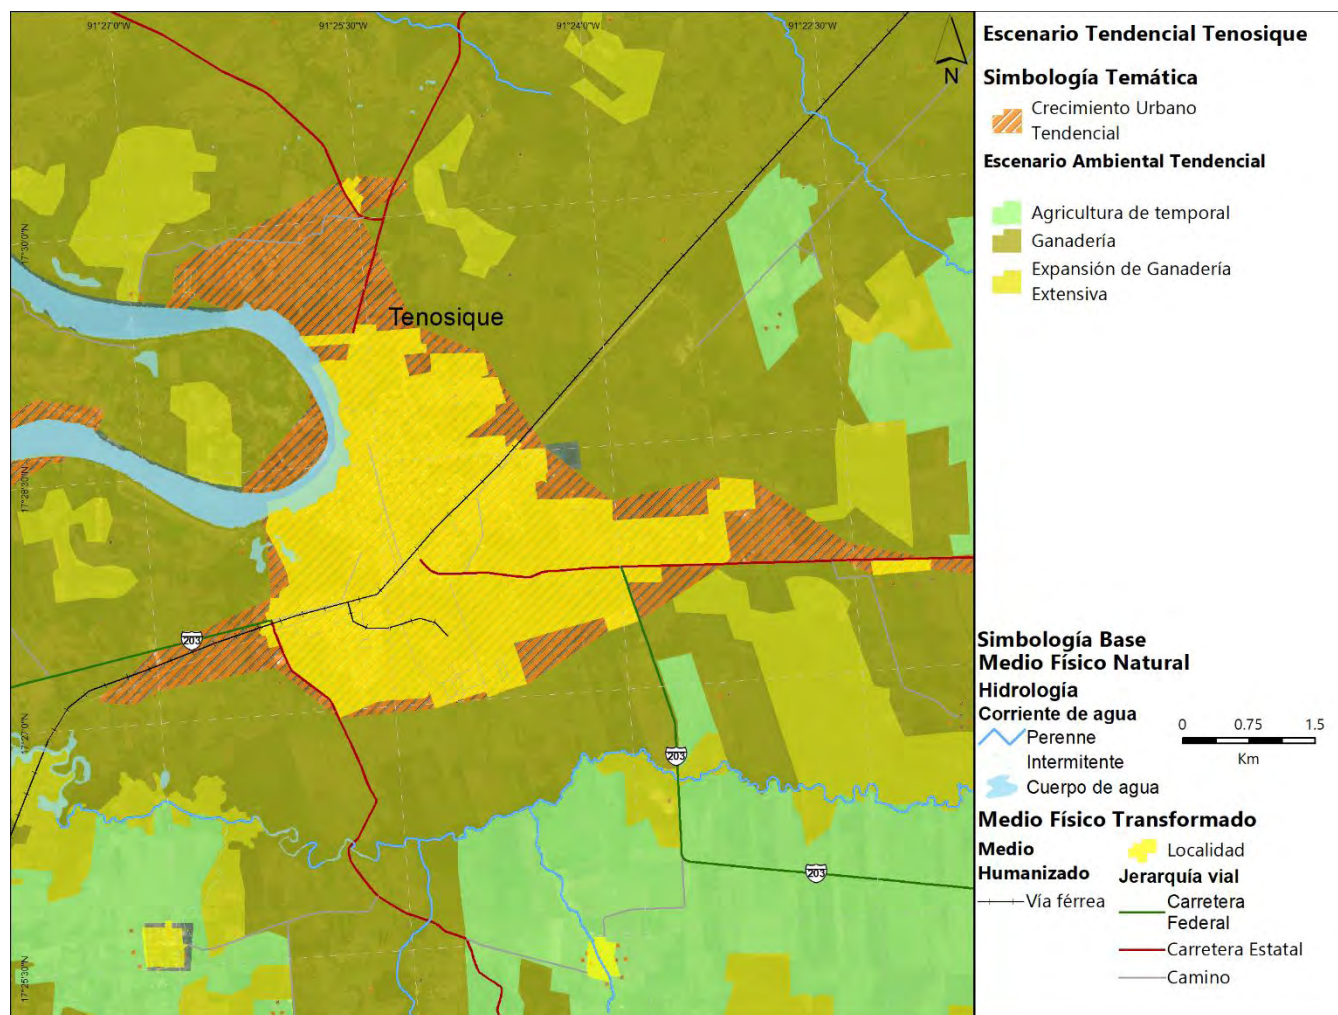 91°27'0"W
91°25'30"W
91°24'0"W
91°22'30"W
17°30'0"N
17°28'30"N
17°27'0"N
17°25'30"N
Tenosique
203
203
203
N
Escenario Tendencial Tenosique
Simbología Temática
Crecimiento Urbano
Tendencial
Escenario Ambiental Tendencial
Agricultura de temporal
Ganadería
Expansión de Ganadería
Extensiva
Simbología Base
Medio Físico Natural
Hidrología
Corriente de agua
Perenne
Intermitente
Cuerpo de agua
0 0.75 1.5
Km
Medio Físico Transformado
Medio
Humanizado
Vía férrea
Localidad
Jerarquía vial
Carretera
Federal
Carretera Estatal
Camino